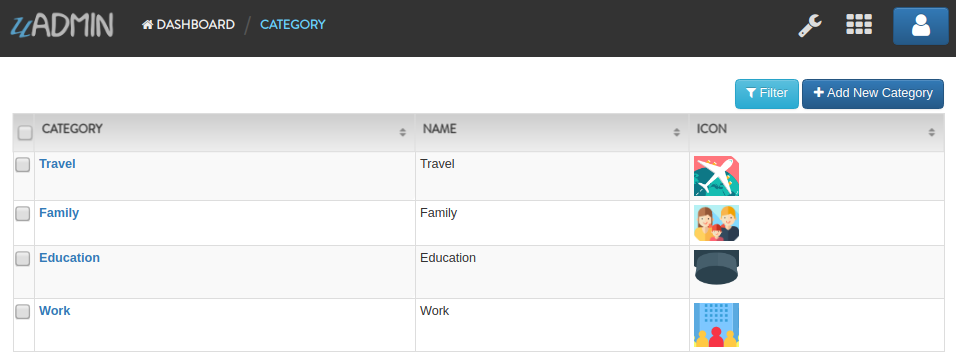 uADMIN DASHBOARD / CATEGORY
Filter Add New Category
CATEGORY NAME ICON
Travel Travel
Family Family
Education Education
Work Work